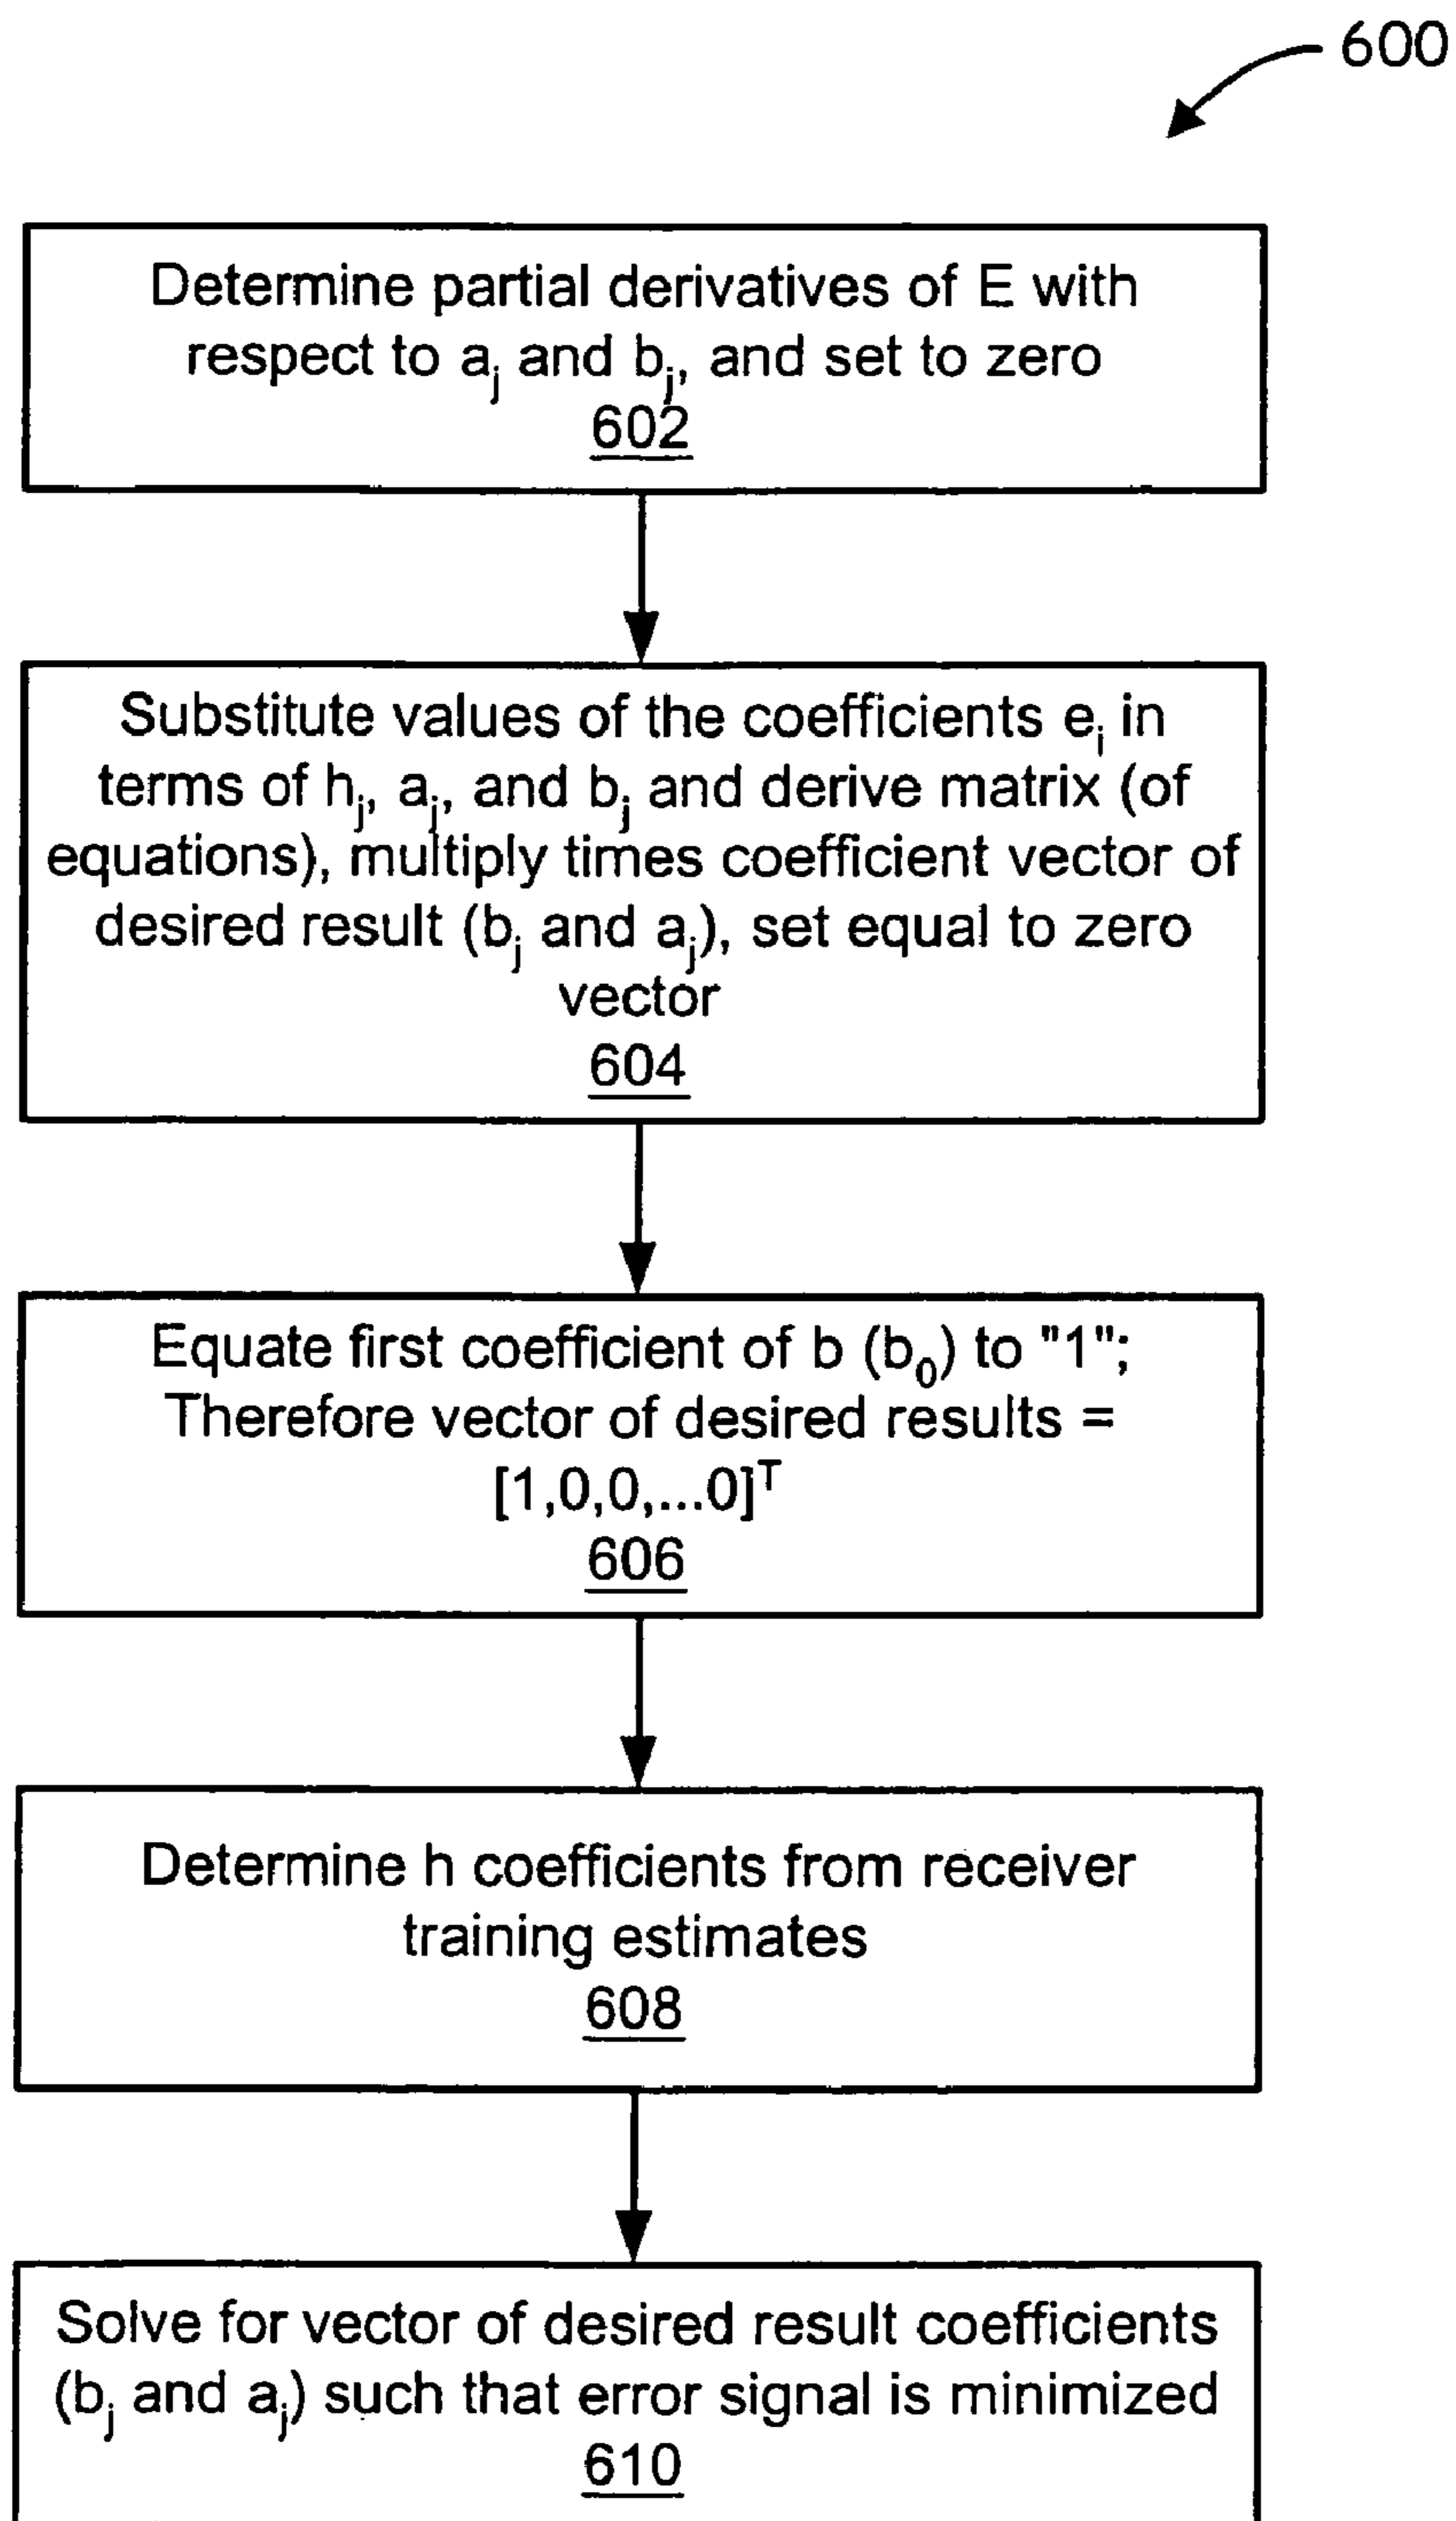 600
Determine partial derivatives of E with
respect to aⱼ and bⱼ, and set to zero
602
Substitute values of the coefficients eᵢ in
terms of hⱼ, aⱼ, and bⱼ and derive matrix (of
equations), multiply times coefficient vector of
desired result (bⱼ and aⱼ), set equal to zero
vector
604
Equate first coefficient of b (b₀) to "1";
Therefore vector of desired results =
[1,0,0,...0]ᵀ
606
Determine h coefficients from receiver
training estimates
608
Solve for vector of desired result coefficients
(bⱼ and aⱼ) such that error signal is minimized
610